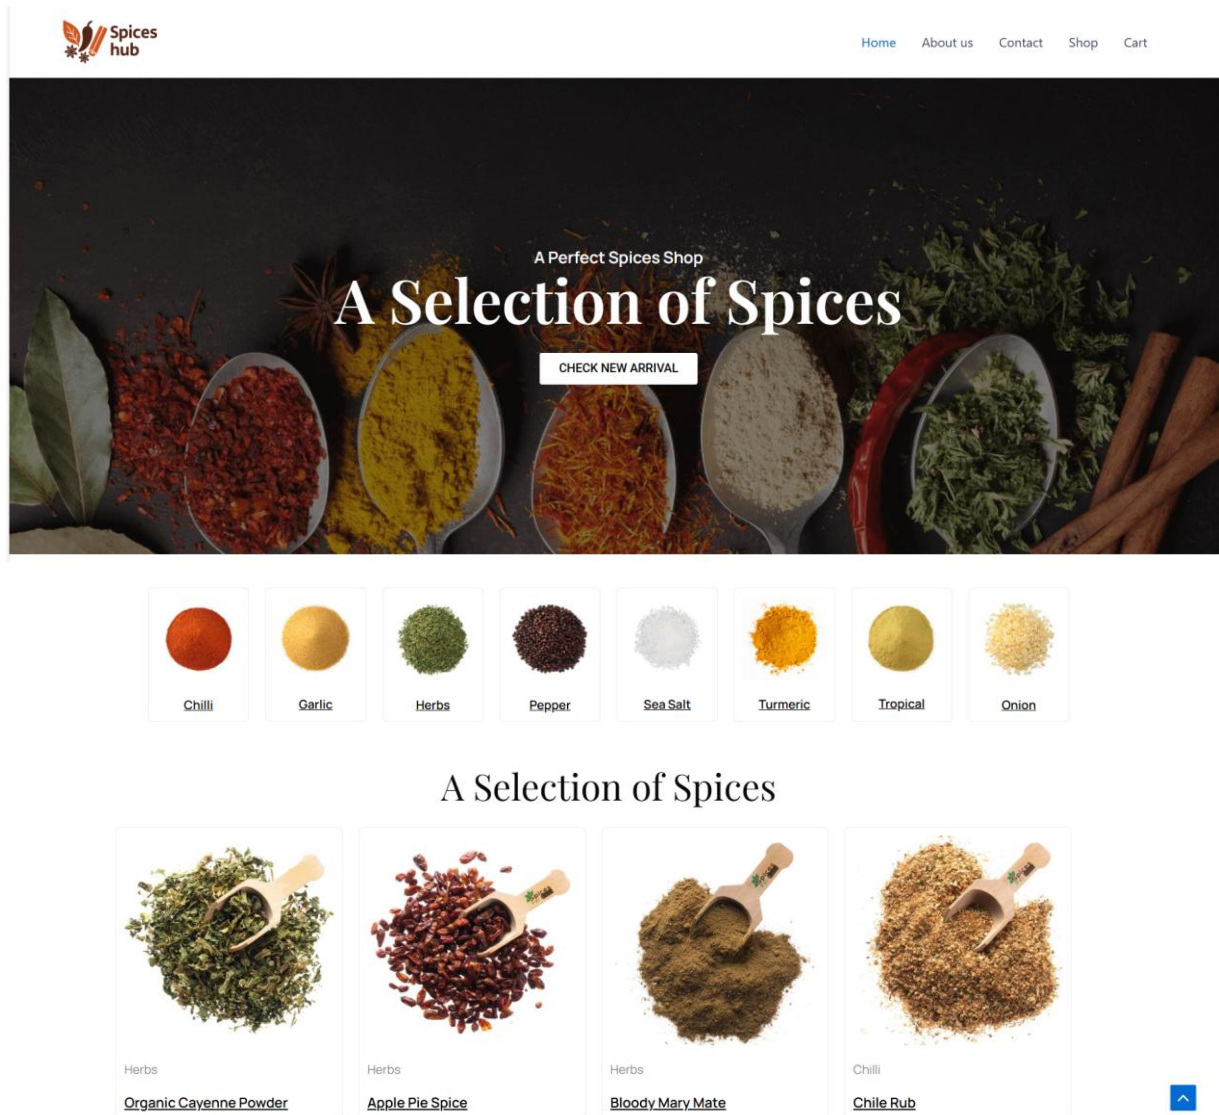 Spices
hub
Home About us Contact Shop Cart
A Perfect Spices Shop
A Selection of Spices
CHECK NEW ARRIVAL
Chilli Garlic Herbs Pepper Sea Salt Turmeric Tropical Onion
A Selection of Spices
Herbs Herbs Herbs Chilli
Organic Cayenne Powder Apple Pie Spice Bloody Mary Mate Chile Rub